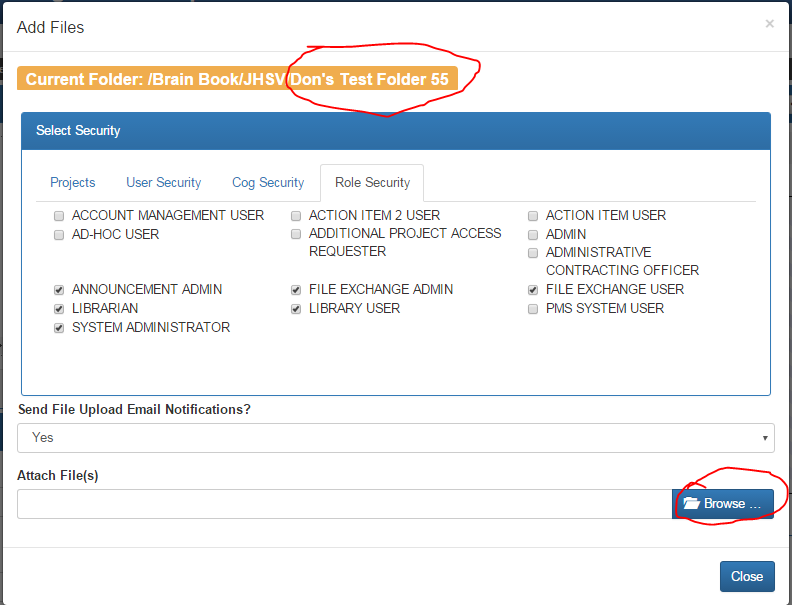 Add Files
×
Current Folder: /Brain Book/JHSV/Don's Test Folder 55
Select Security
Projects User Security Cog Security Role Security
ACCOUNT MANAGEMENT USER ACTION ITEM 2 USER ACTION ITEM USER
AD-HOC USER ADDITIONAL PROJECT ACCESS REQUESTER ADMIN
ADMINISTRATIVE CONTRACTING OFFICER
ANNOUNCEMENT ADMIN FILE EXCHANGE ADMIN FILE EXCHANGE USER
LIBRARIAN LIBRARY USER PMS SYSTEM USER
SYSTEM ADMINISTRATOR
Send File Upload Email Notifications?
Yes
Attach File(s)
Browse ...
Close